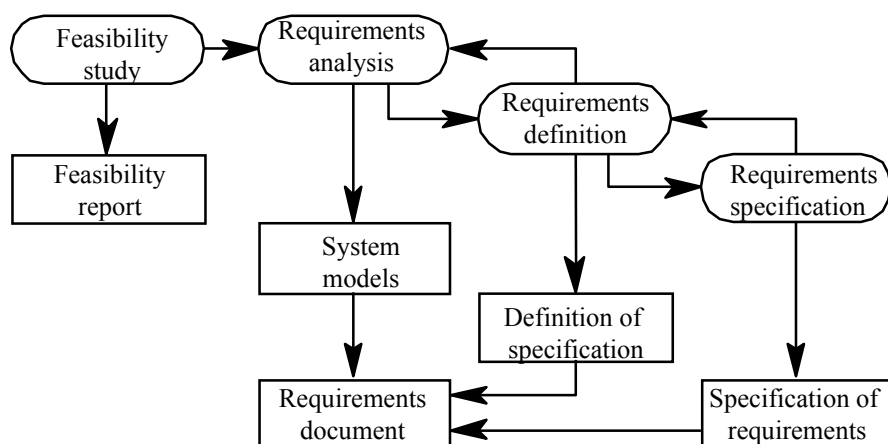 Feasibility
study
Requirements
analysis
Requirements
definition
Feasibility
report
Requirements
specification
System
models
Definition of
specification
Requirements
document
Specification of
requirements